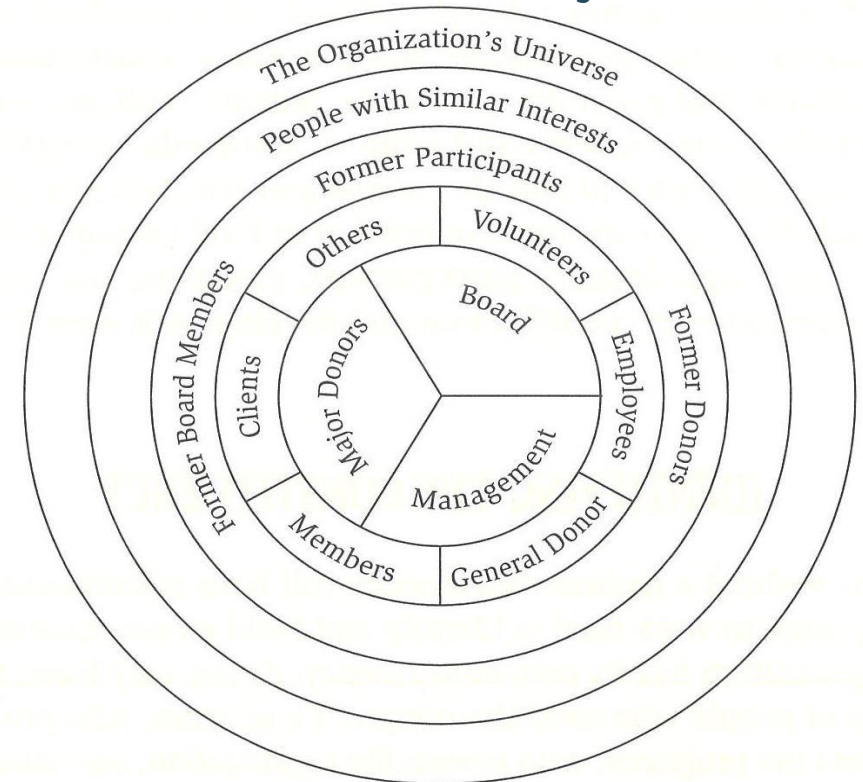 The Organization's Universe
People with Similar Interests
Former Participants
Former Board Members
Former Donors
Others
Volunteers
Clients
Employees
Members
General Donor
Major Donors
Board
Management